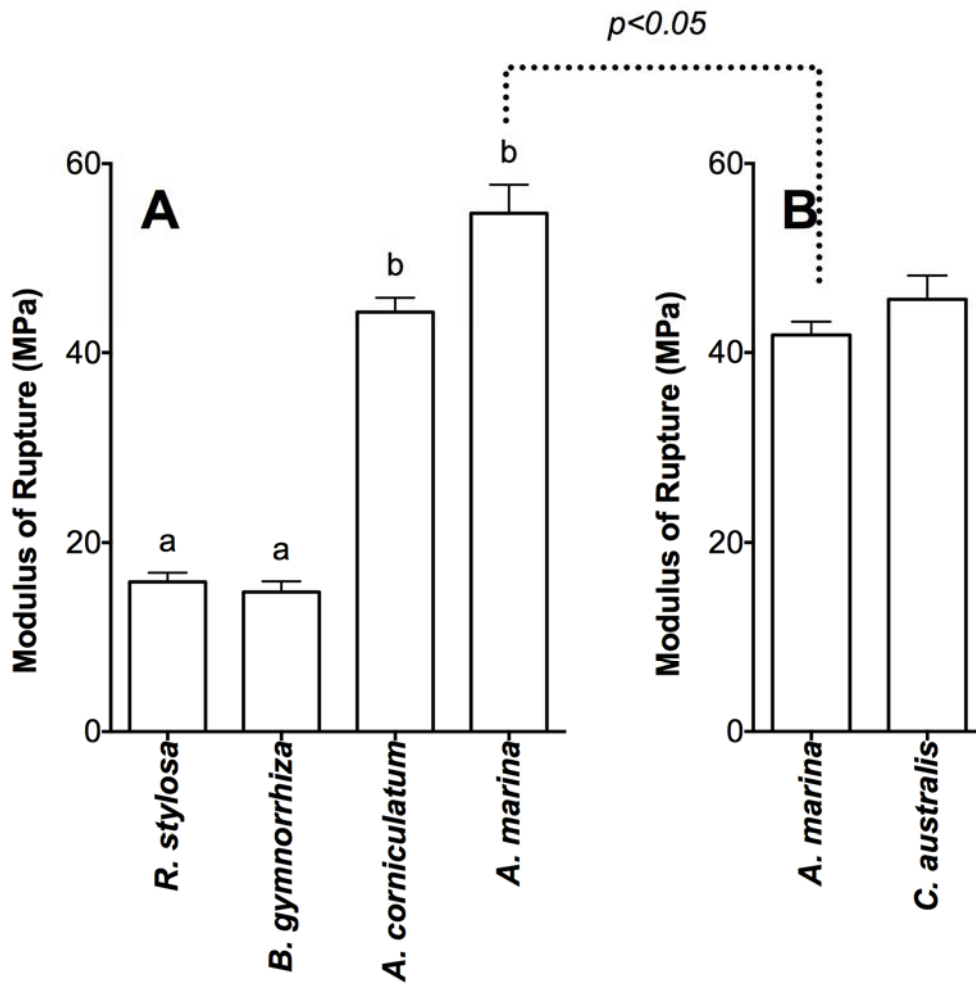 p<0.05
A
Modulus of Rupture (MPa)
60
40
20
0
a
a
b
b
R. stylosa
B. gymnorrhiza
A. corniculatum
A. marina
B
Modulus of Rupture (MPa)
60
40
20
0
A. marina
C. australis